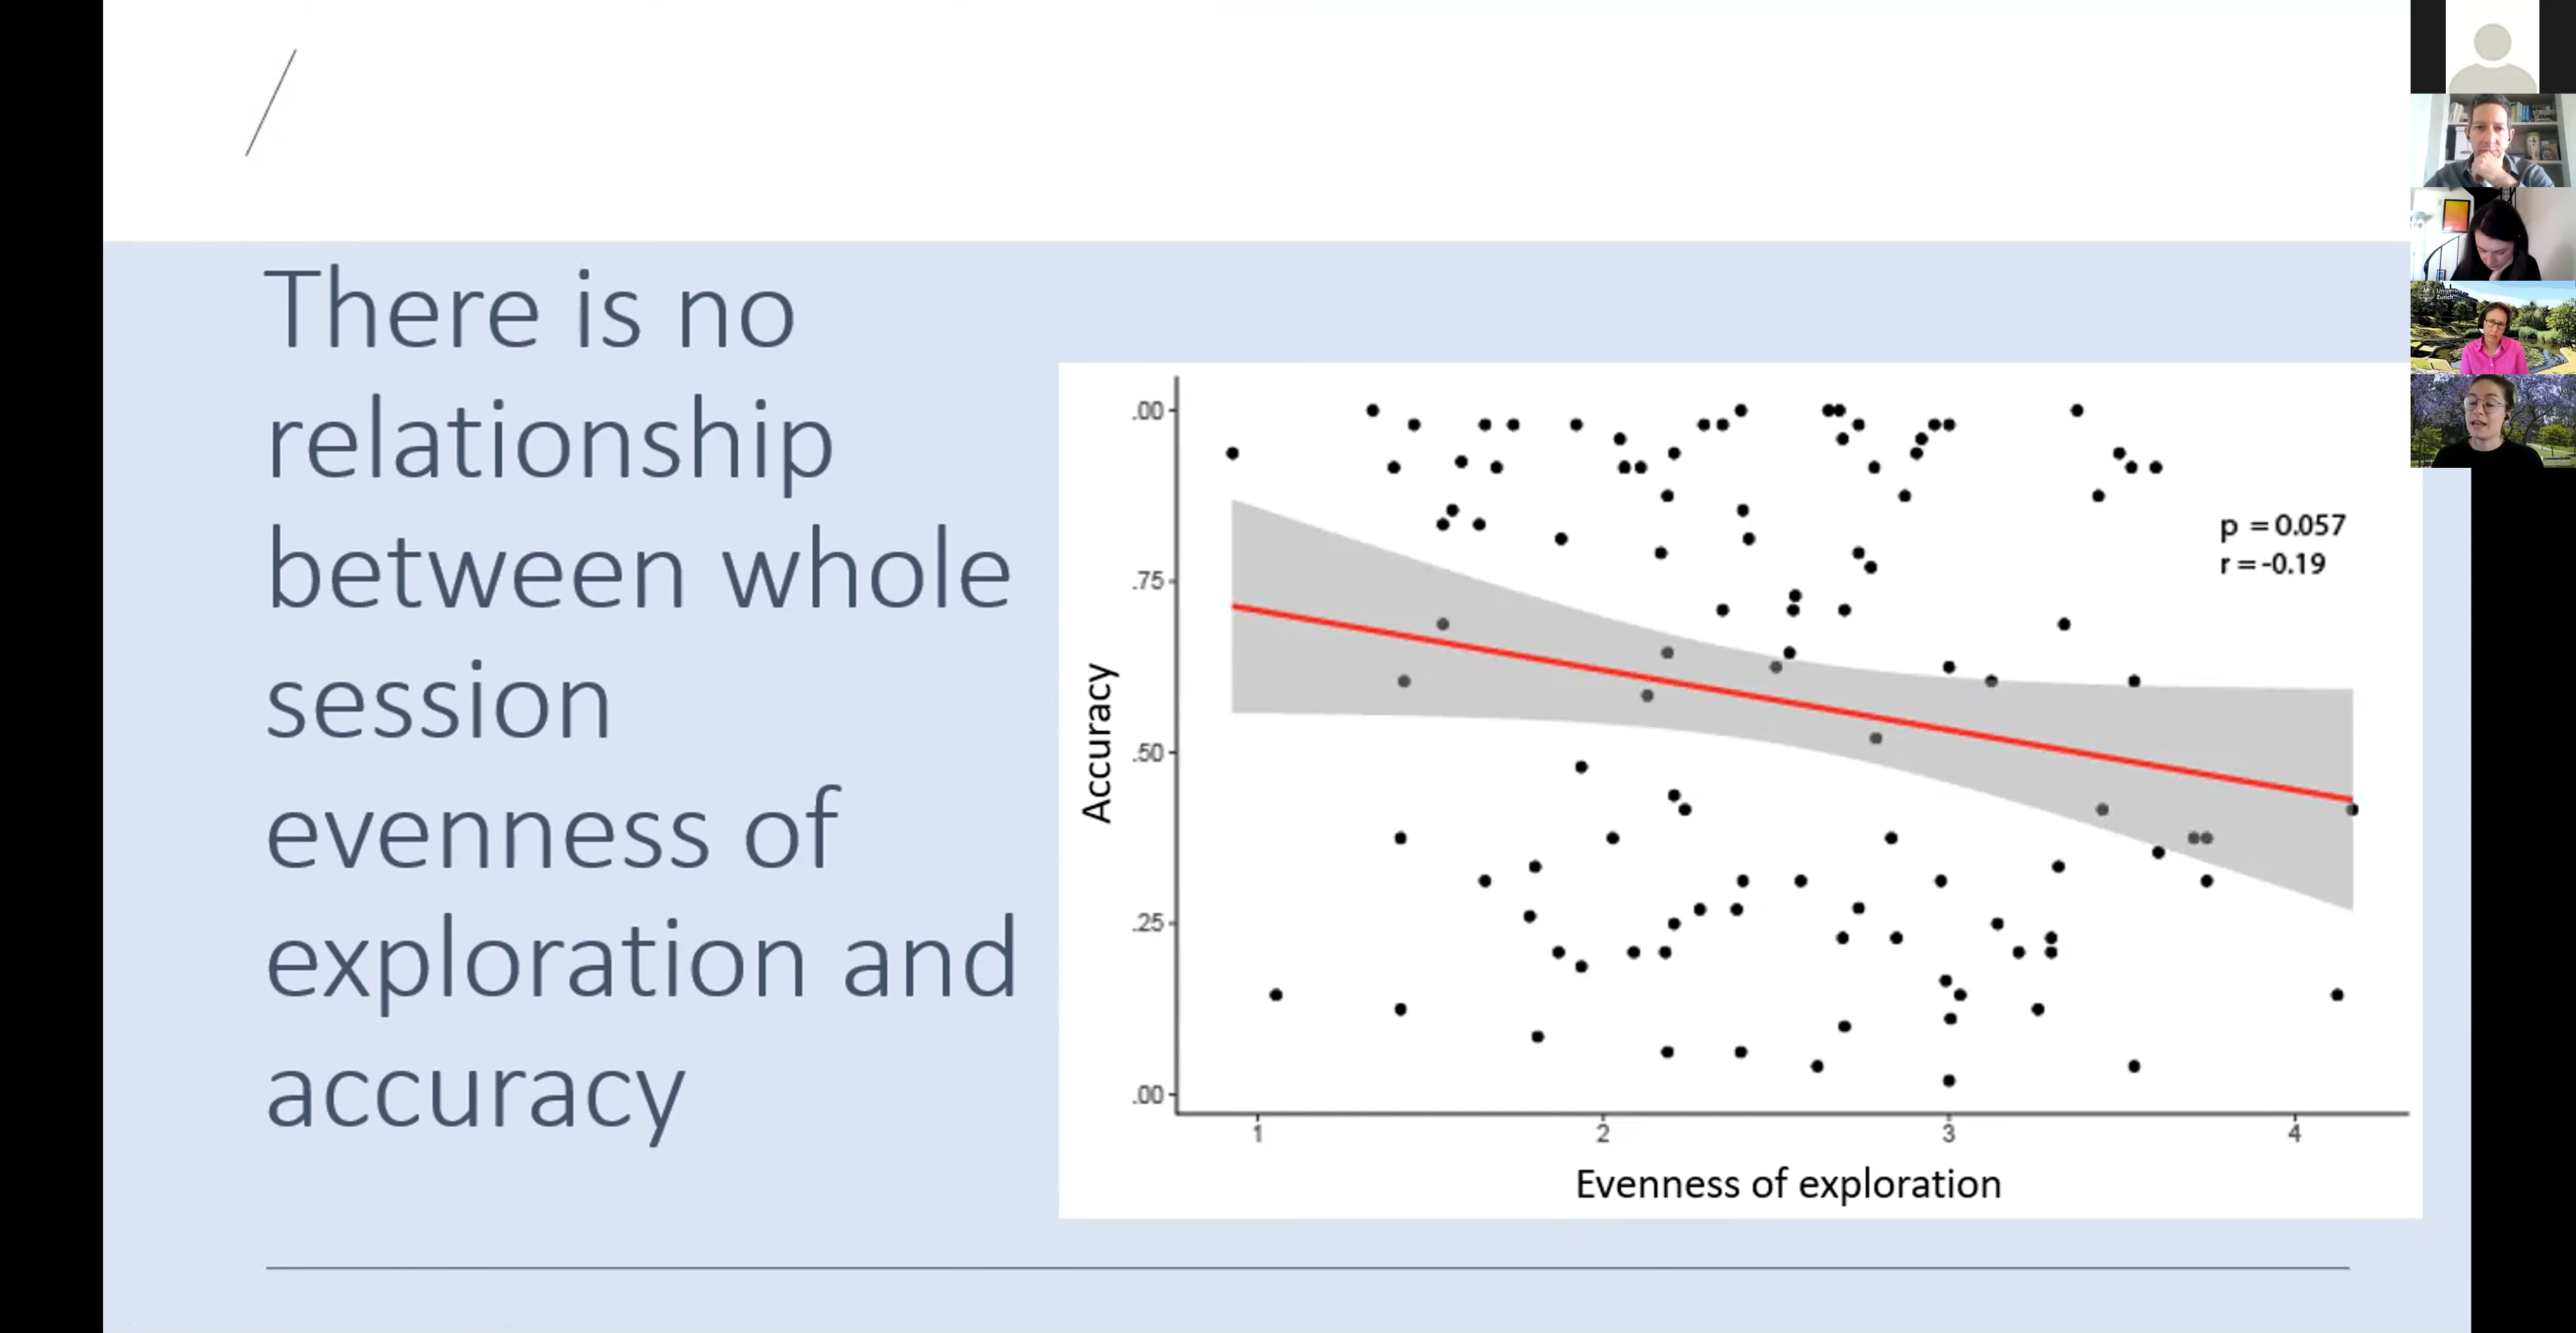 There is no
relationship
between whole
session
evenness of
exploration and
accuracy
Accuracy
.00
.75
.50
.25
.00
p = 0.057
r = -0.19
1 2 3 4
Evenness of exploration
Zurich